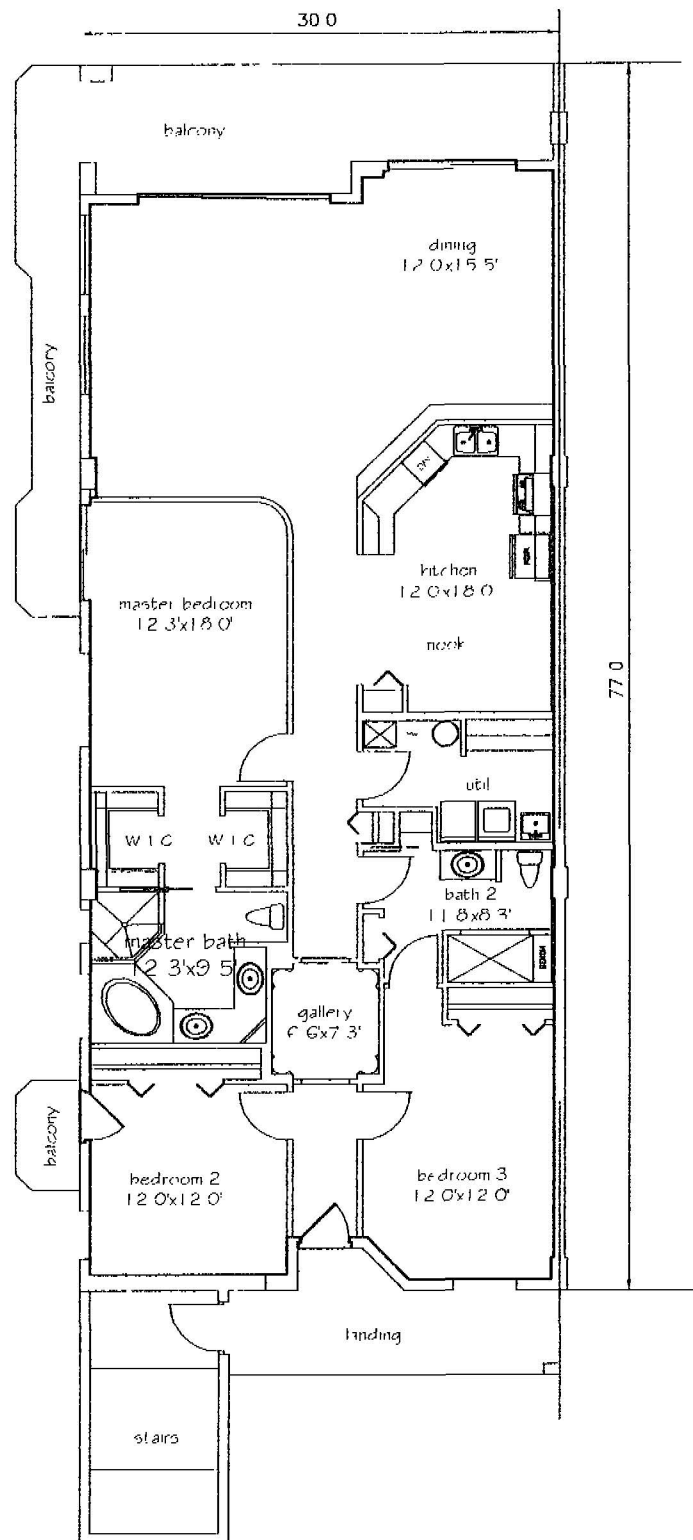 30 0
balcony
dining
12 0x15 5'
balcony
DW
kitchen
12 0x18 0
REF
master bedroom
12 3'x18 0'
nook
77 0
util
W I C
W I C
bath 2
11 8x8 3'
master bath
12 3'x9 5
gallery
6 6'x7 3'
balcony
bedroom 2
12 0'x12 0'
bedroom 3
12 0'x12 0'
landing
stairs